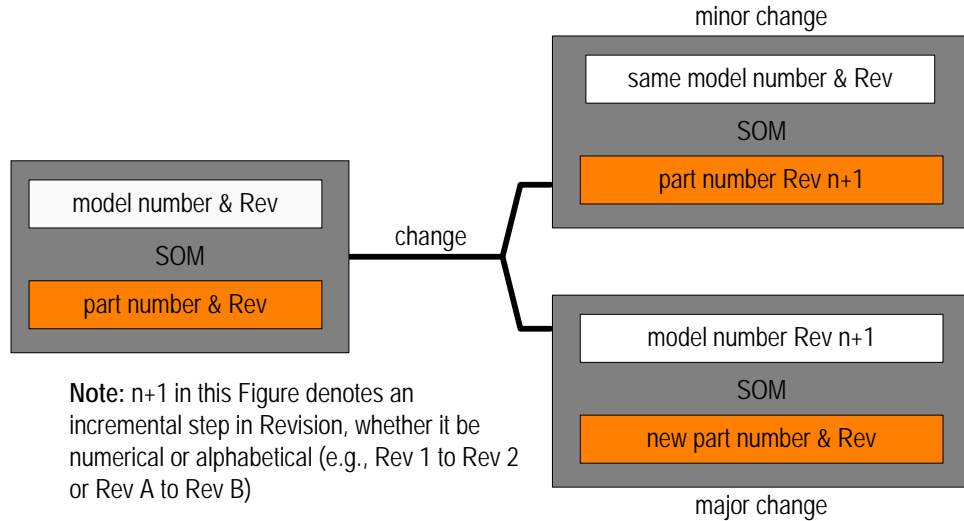 minor change
same model number & Rev
SOM
part number Rev n+1
model number & Rev
SOM
part number & Rev
change
model number Rev n+1
SOM
new part number & Rev
major change
Note: n+1 in this Figure denotes an
incremental step in Revision, whether it be
numerical or alphabetical (e.g., Rev 1 to Rev 2
or Rev A to Rev B)